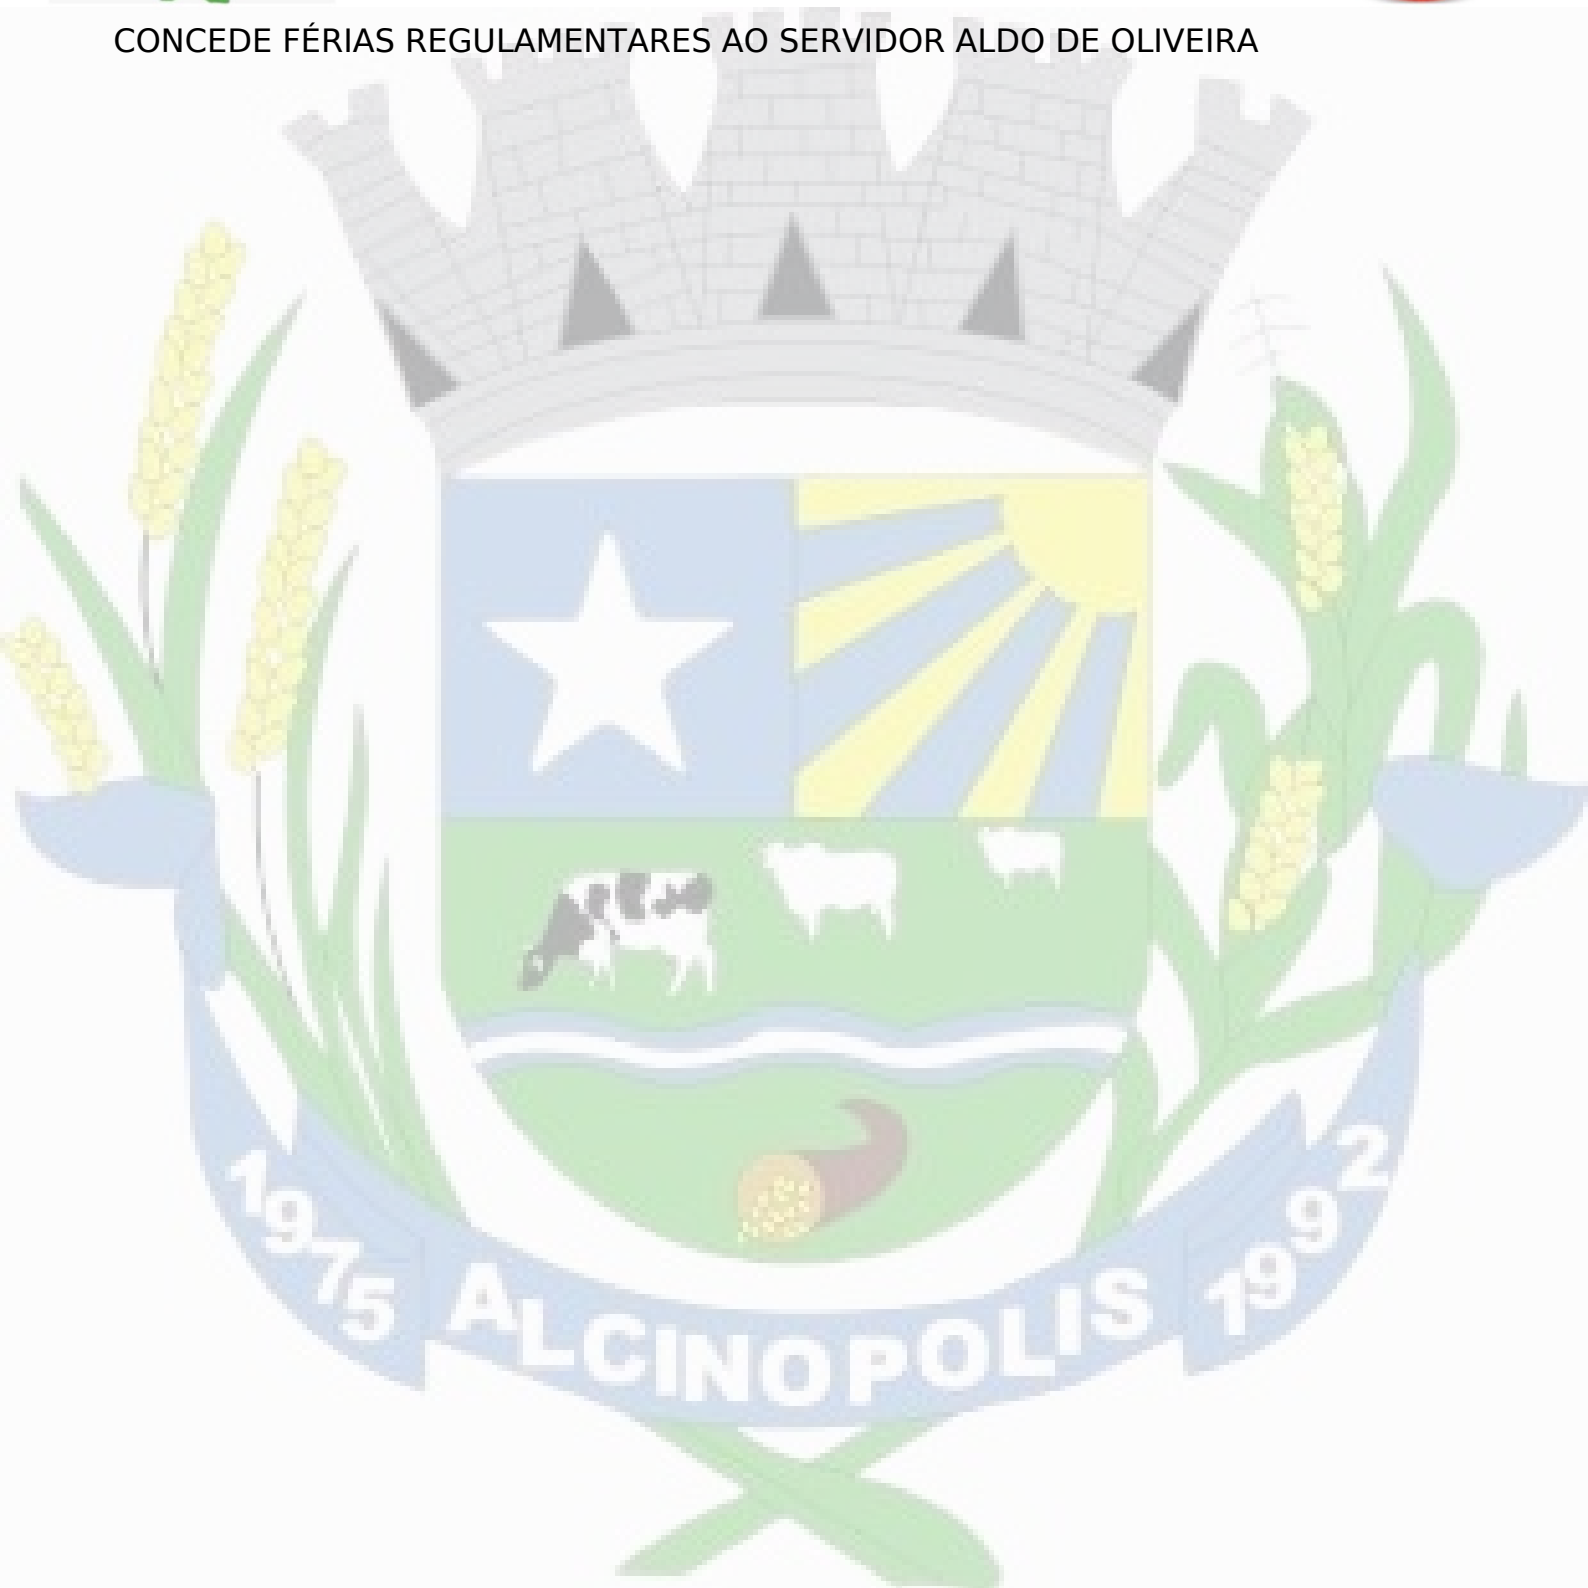 CONCEDE FÉRIAS REGULAMENTARES AO SERVIDOR ALDO DE OLIVEIRA
1975 ALCINOPOLIS 1992